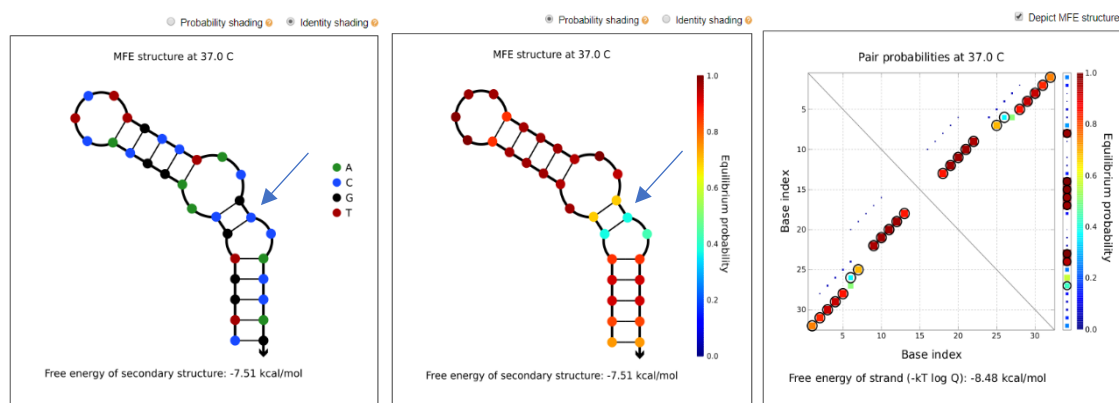 Probability shading ? Identity shading ?
MFE structure at 37.0 C
A
C
G
T
Free energy of secondary structure: -7.51 kcal/mol
Probability shading ? Identity shading ?
MFE structure at 37.0 C
1.0
0.8
0.6
0.4
0.2
0.0
Equilibrium probability
Free energy of secondary structure: -7.51 kcal/mol
Depict MFE structure
Pair probabilities at 37.0 C
5
10
15
20
25
30
Base index
5 10 15 20 25 30
Base index
1.0
0.8
0.6
0.4
0.2
0.0
Equilibrium probability
Free energy of strand (-kT log Q): -8.48 kcal/mol